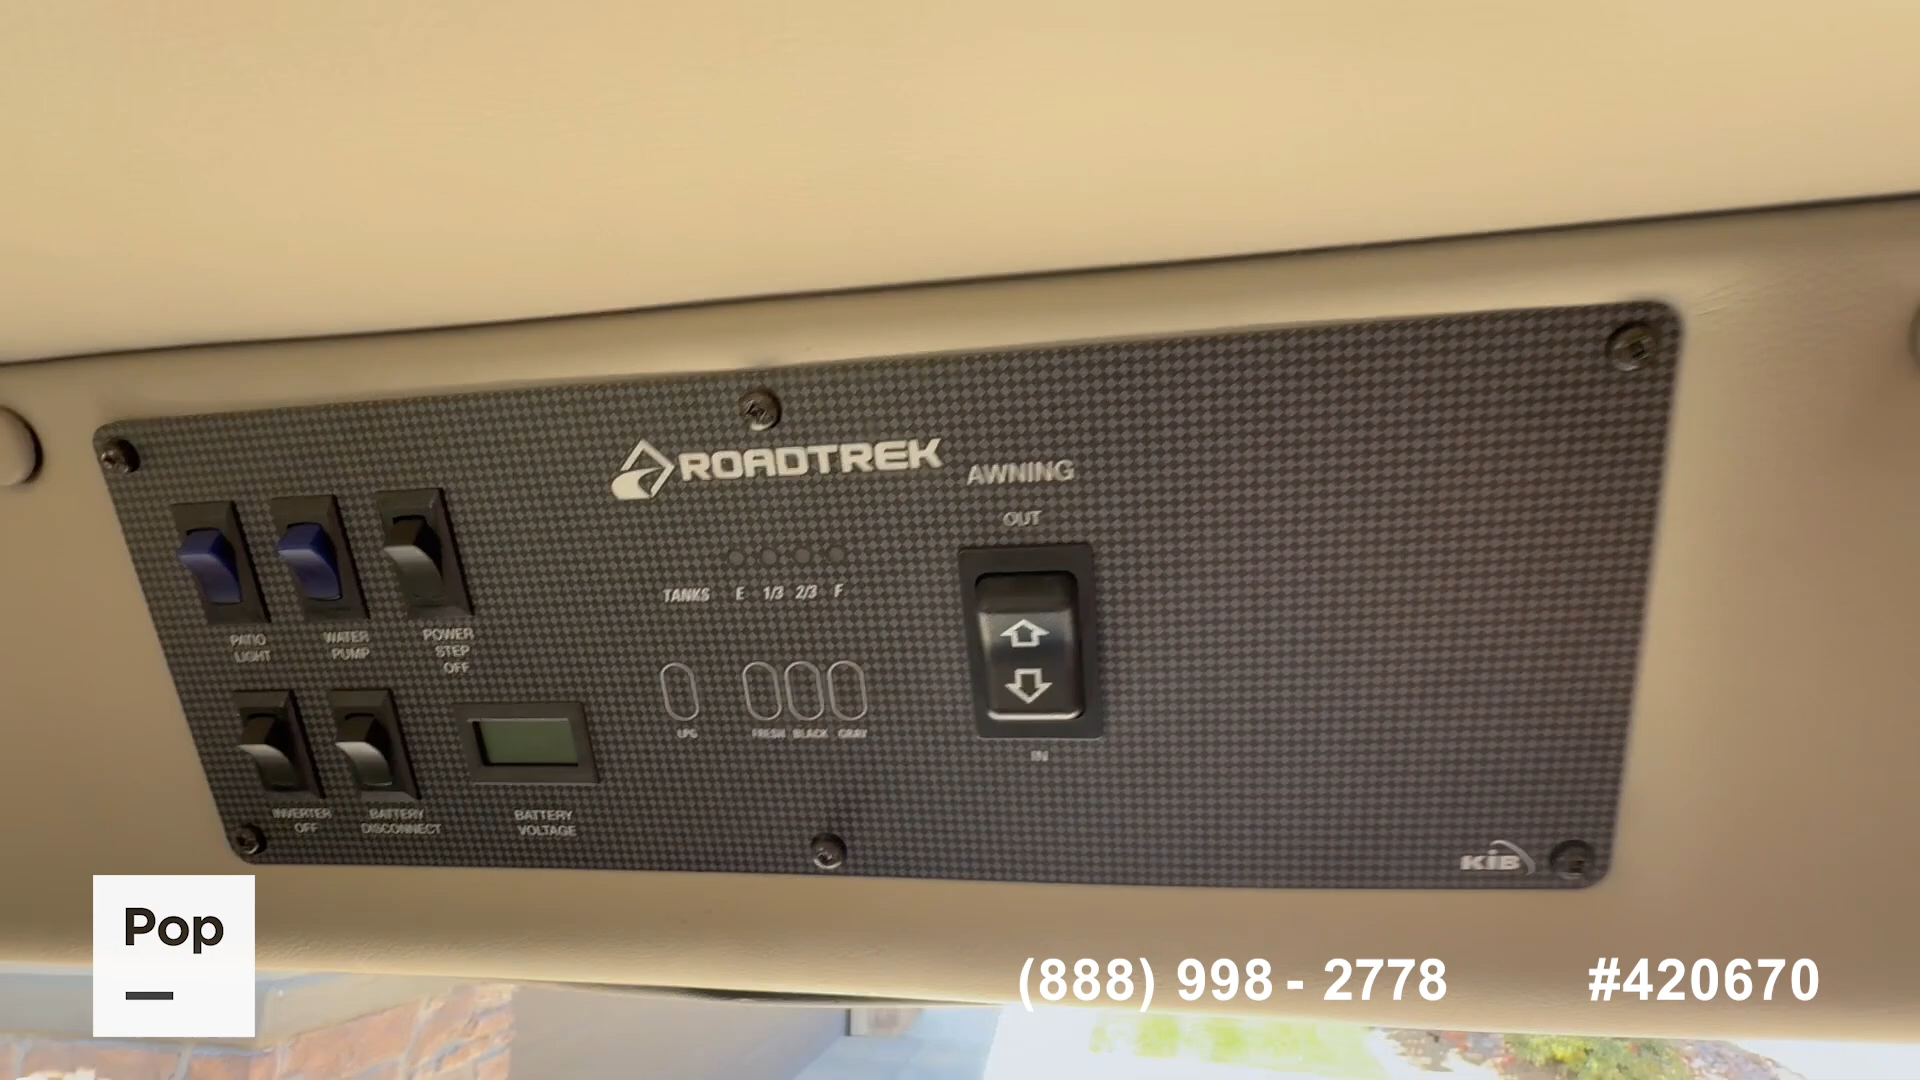 ROADTREK
AWNING
OUT
TANKS E 1/3 2/3 F
PATIO
LIGHT
WATER
PUMP
POWER
STEP
OFF
LPG
FRESH BLACK GRAY
IN
INVERTER
OFF
BATTERY
DISCONNECT
BATTERY
VOLTAGE
KIB
Pop
(888) 998 - 2778
#420670